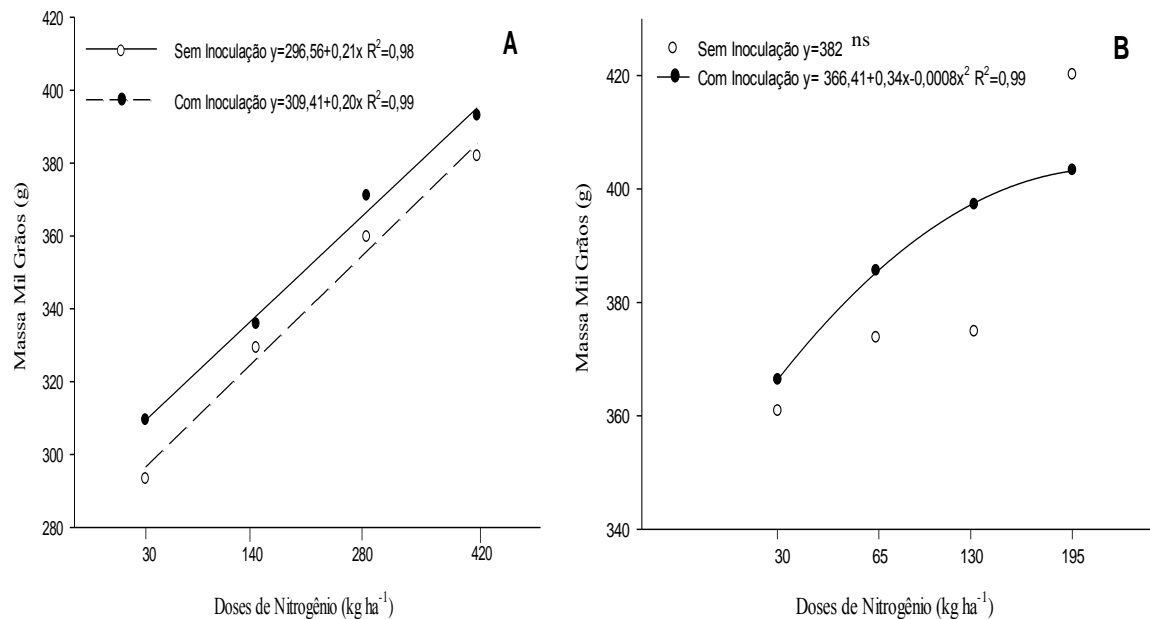 A
Sem Inoculação y=296,56+0,21x R²=0,98
Com Inoculação y=309,41+0,20x R²=0,99
Massa Mil Grãos (g)
420
400
380
360
340
320
300
280
30 140 280 420
Doses de Nitrogênio (kg ha⁻¹)
B
Sem Inoculação y=382 ns
Com Inoculação y= 366,41+0,34x-0,0008x² R²=0,99
Massa Mil Grãos (g)
420
400
380
360
340
30 65 130 195
Doses de Nitrogênio (kg ha⁻¹)